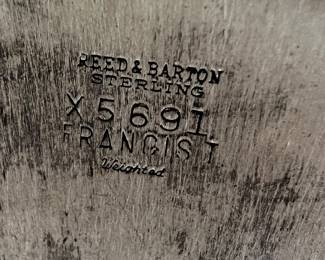 REED & BARTON
STERLING
X5691
FRANCIS I
Weighted